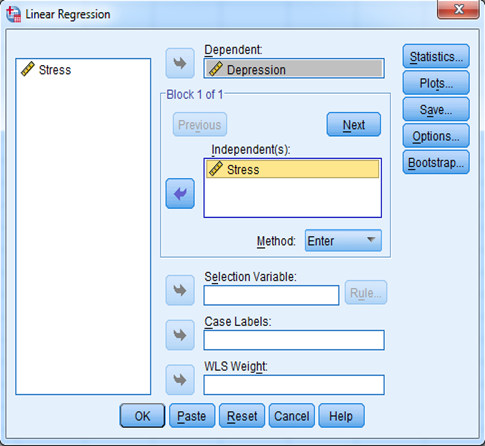 Linear Regression
Stress
Dependent:
Depression
Block 1 of 1
Previous
Next
Independent(s):
Stress
Method:
Enter
Selection Variable:
Rule...
Case Labels:
WLS Weight:
Statistics...
Plots...
Save...
Options...
Bootstrap...
OK
Paste
Reset
Cancel
Help